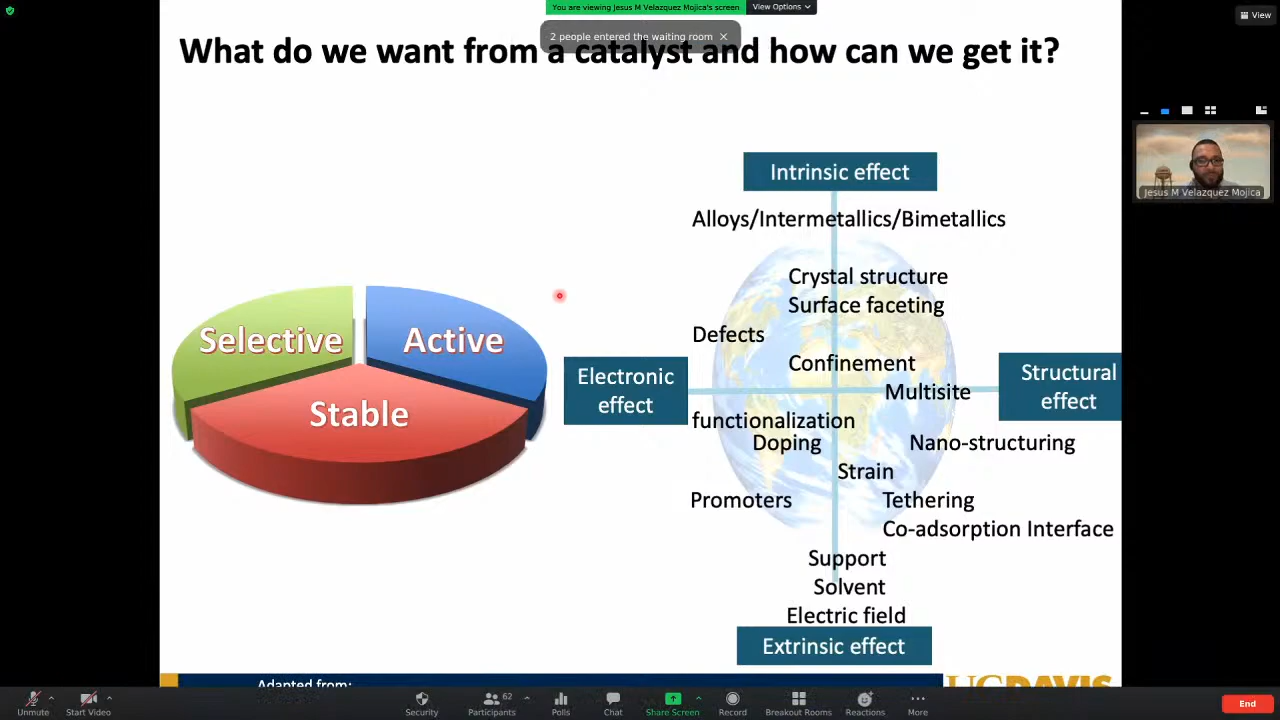 You are viewing Jesus M Velazquez Mojica's screen
View Options
View
2 people entered the waiting room
What do we want from a catalyst and how can we get it?
Jesus M Velazquez Mojica
Intrinsic effect
Alloys/Intermetallics/Bimetallics
Crystal structure
Surface faceting
Defects
Selective
Active
Confinement
Electronic
effect
Structural
effect
Multisite
Stable
functionalization
Doping
Nano-structuring
Strain
Promoters
Tethering
Co-adsorption Interface
Support
Solvent
Electric field
Extrinsic effect
Adapted from:
UC DAVIS
Unmute
Start Video
Security
Participants
62
Polls
Chat
Share Screen
Record
Breakout Rooms
Reactions
More
End